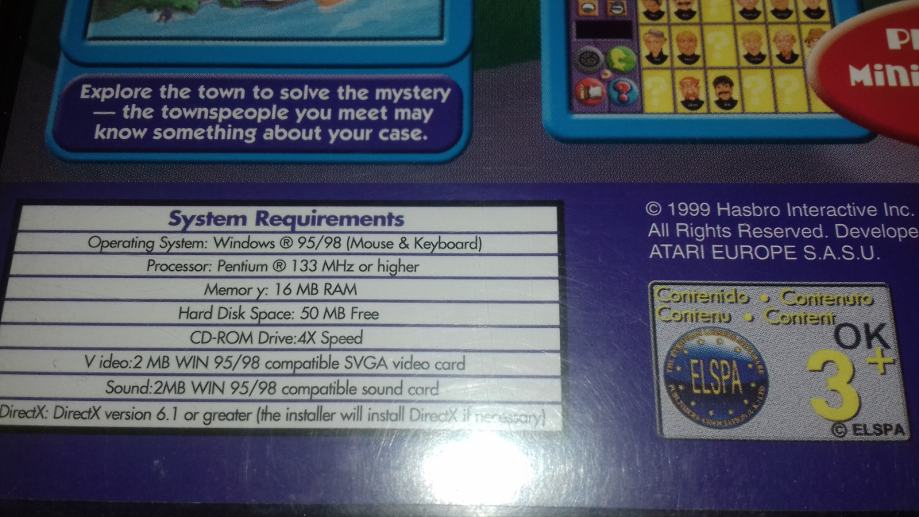 Explore the town to solve the mystery
— the townspeople you meet may
know something about your case.
Mini
System Requirements
Operating System: Windows ® 95/98 (Mouse & Keyboard)
Processor: Pentium ® 133 MHz or higher
Memor y: 16 MB RAM
Hard Disk Space: 50 MB Free
CD-ROM Drive:4X Speed
V ideo:2 MB WIN 95/98 compatible SVGA video card
Sound:2MB WIN 95/98 compatible sound card
DirectX: DirectX version 6.1 or greater (the installer will install DirectX if necessary)
© 1999 Hasbro Interactive Inc.
All Rights Reserved. Develope
ATARI EUROPE S.A.S.U.
Contenido • Contenuto
Contenu • Content
OK
3+
ELSPA
© ELSPA